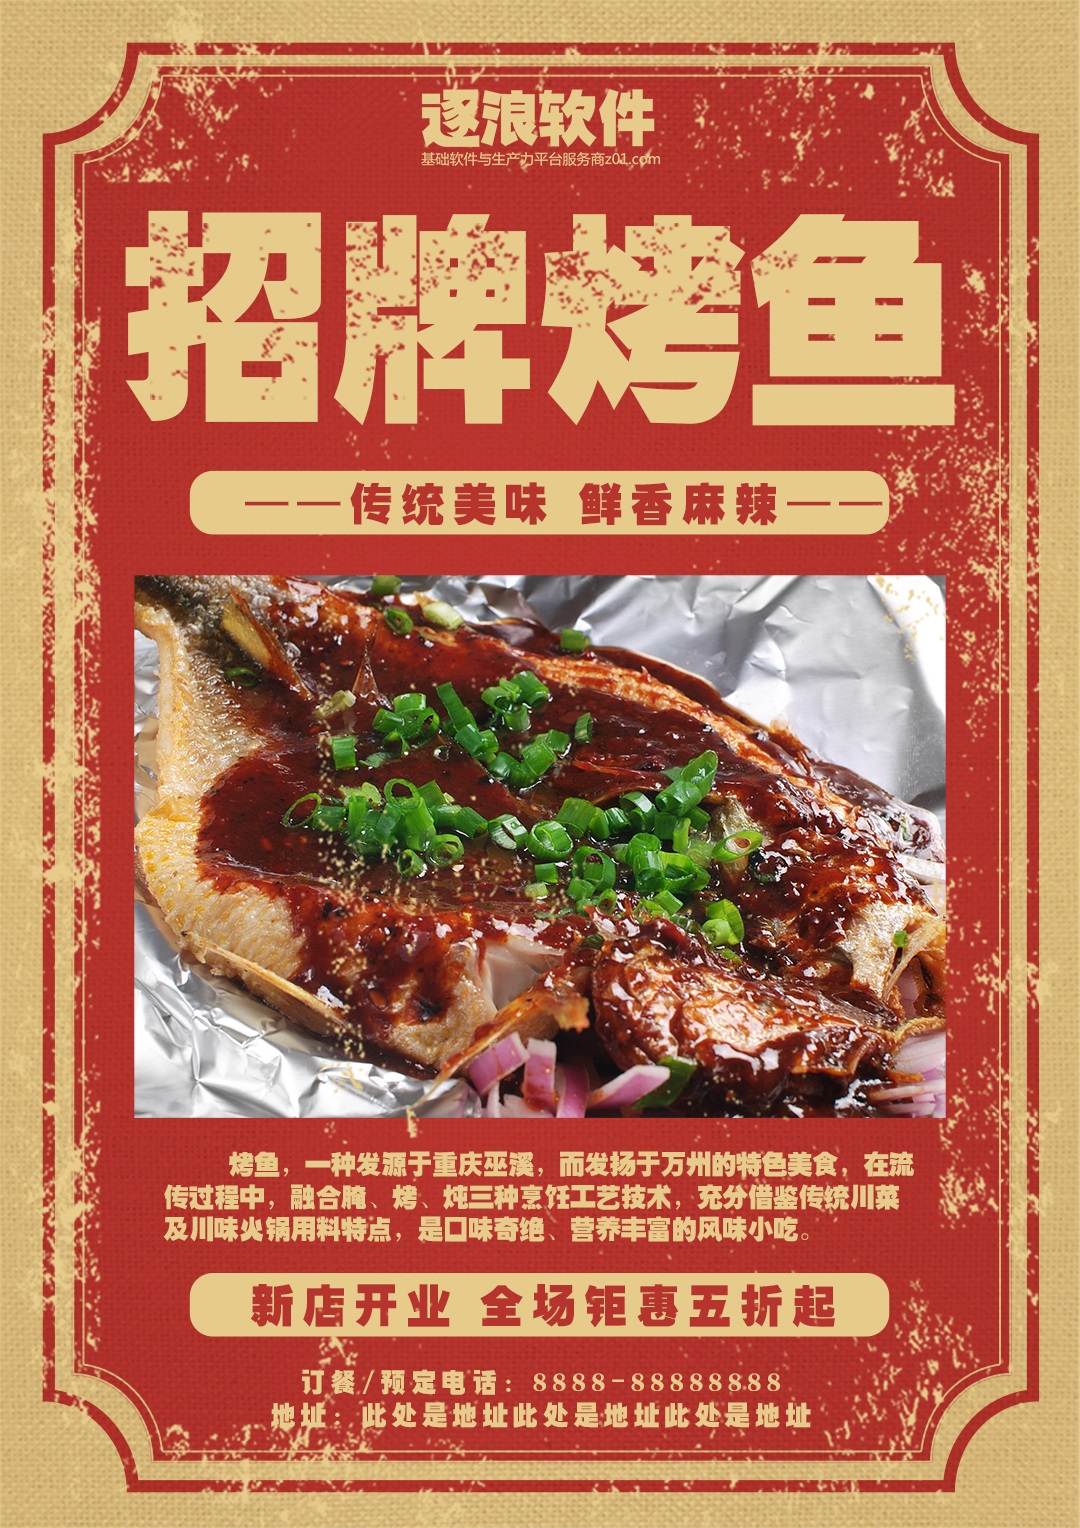 逐浪软件
基础软件与生产力平台服务商z01.com
招牌烤鱼
——传统美味 鲜香麻辣——
烤鱼，一种发源于重庆巫溪，而发扬于万州的特色美食，在流
传过程中，融合腌、烤、炖三种烹饪工艺技术，充分借鉴传统川菜
及川味火锅用料特点，是口味奇绝、营养丰富的风味小吃。
新店开业 全场钜惠五折起
订餐/预定电话：8888-88888888
地址：此处是地址此处是地址此处是地址